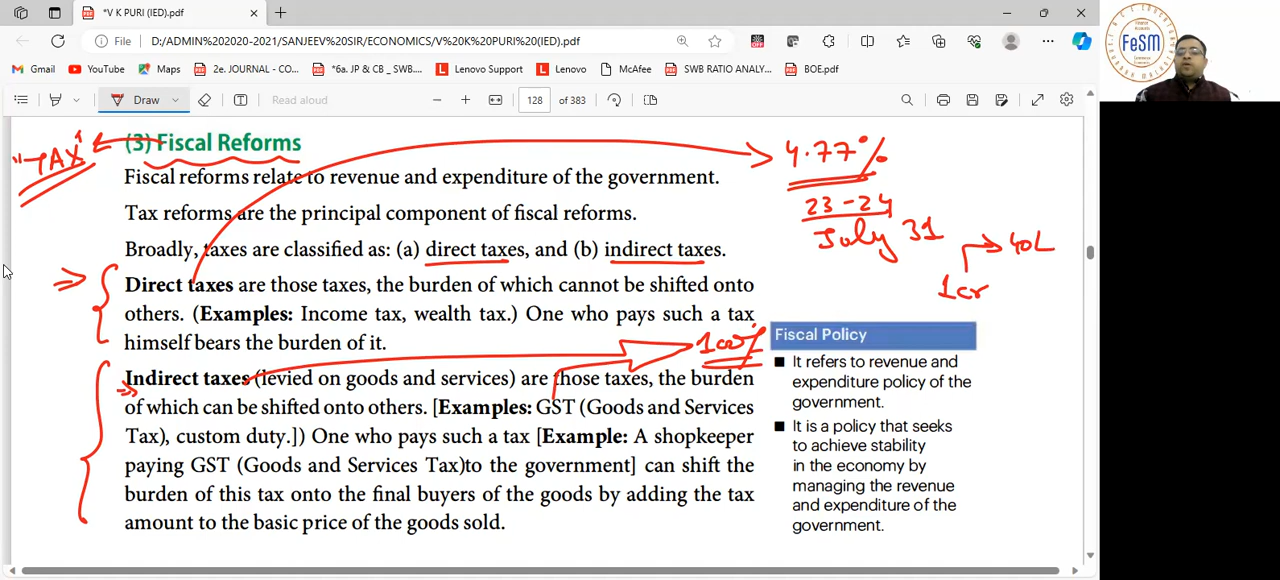 *V K PURI (IED).pdf
File D:/ADMIN%202020-2021/SANJEEV SIR/ECONOMICS/V%20K%20PURI(IED).pdf
Gmail YouTube Maps 2e. JOURNAL - CO... *6a. JP & CB _ SWB.... Lenovo Support Lenovo McAfee SWB RATIO ANALY... BOE.pdf
Draw Read aloud 128 of 383
FeSM
(3) Fiscal Reforms
"TAX"
Fiscal reforms relate to revenue and expenditure of the government.
Tax reforms are the principal component of fiscal reforms.
Broadly, taxes are classified as: (a) direct taxes, and (b) indirect taxes.
Direct taxes are those taxes, the burden of which cannot be shifted onto
others. (Examples: Income tax, wealth tax.) One who pays such a tax
himself bears the burden of it.
Indirect taxes (levied on goods and services) are those taxes, the burden
of which can be shifted onto others. [Examples: GST (Goods and Services
Tax), custom duty.]) One who pays such a tax [Example: A shopkeeper
paying GST (Goods and Services Tax)to the government] can shift the
burden of this tax onto the final buyers of the goods by adding the tax
amount to the basic price of the goods sold.
4.77%
23-24
July 31
40L
1cr
100%
Fiscal Policy
It refers to revenue and
expenditure policy of the
government.
It is a policy that seeks
to achieve stability
in the economy by
managing the revenue
and expenditure of the
government.